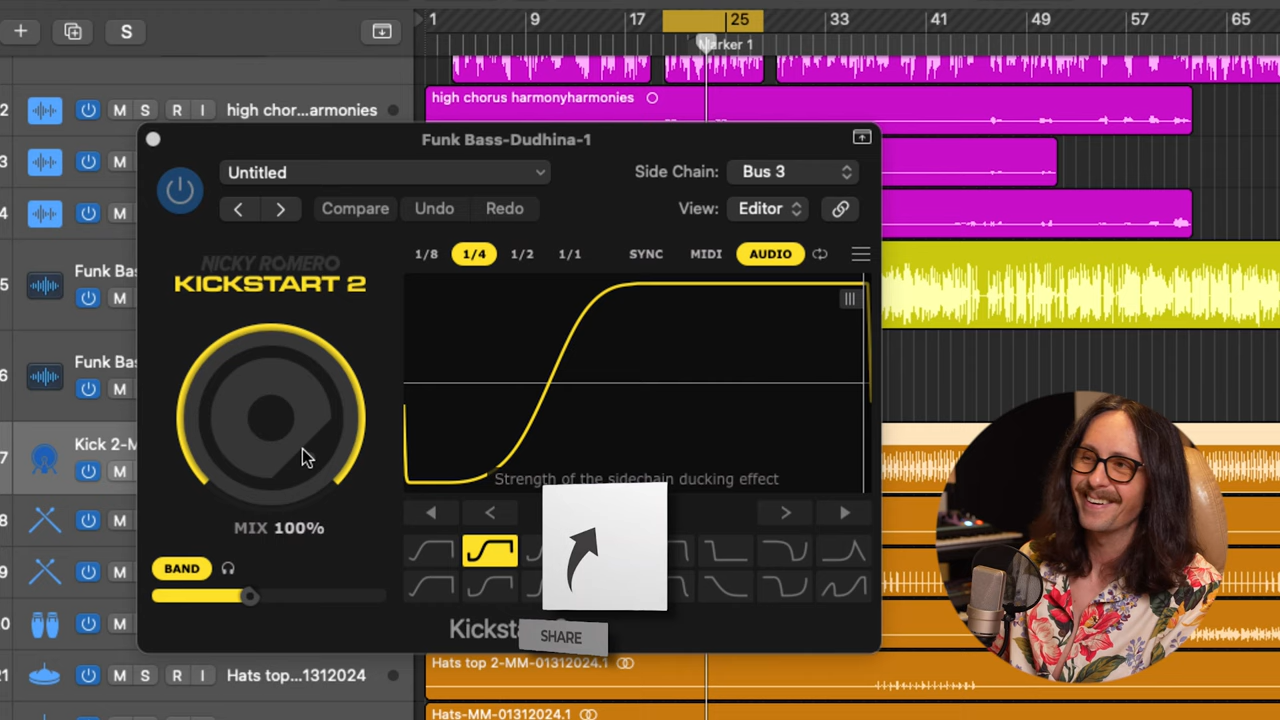 1 9 17 25 33 41 49 57 65
S
Marker 1
2 M S R I high chor...armonies
high chorus harmonyharmonies
Funk Bass-Dudhina-1
3 M
Untitled
Side Chain: Bus 3
4 M
Compare Undo Redo
View: Editor
1/8 1/4 1/2 1/1 SYNC MIDI AUDIO
NICKY ROMERO
KICKSTART 2
5 Funk Ba
M
6 Funk Ba
M
7 Kick 2-M
M
Strength of the sidechain ducking effect
MIX 100%
8 M
BAND
9 M
0 M
Kickst
SHARE
21 M S R I Hats top...1312024
Hats top 2-MM-01312024.1
Hats-MM-01312024.1